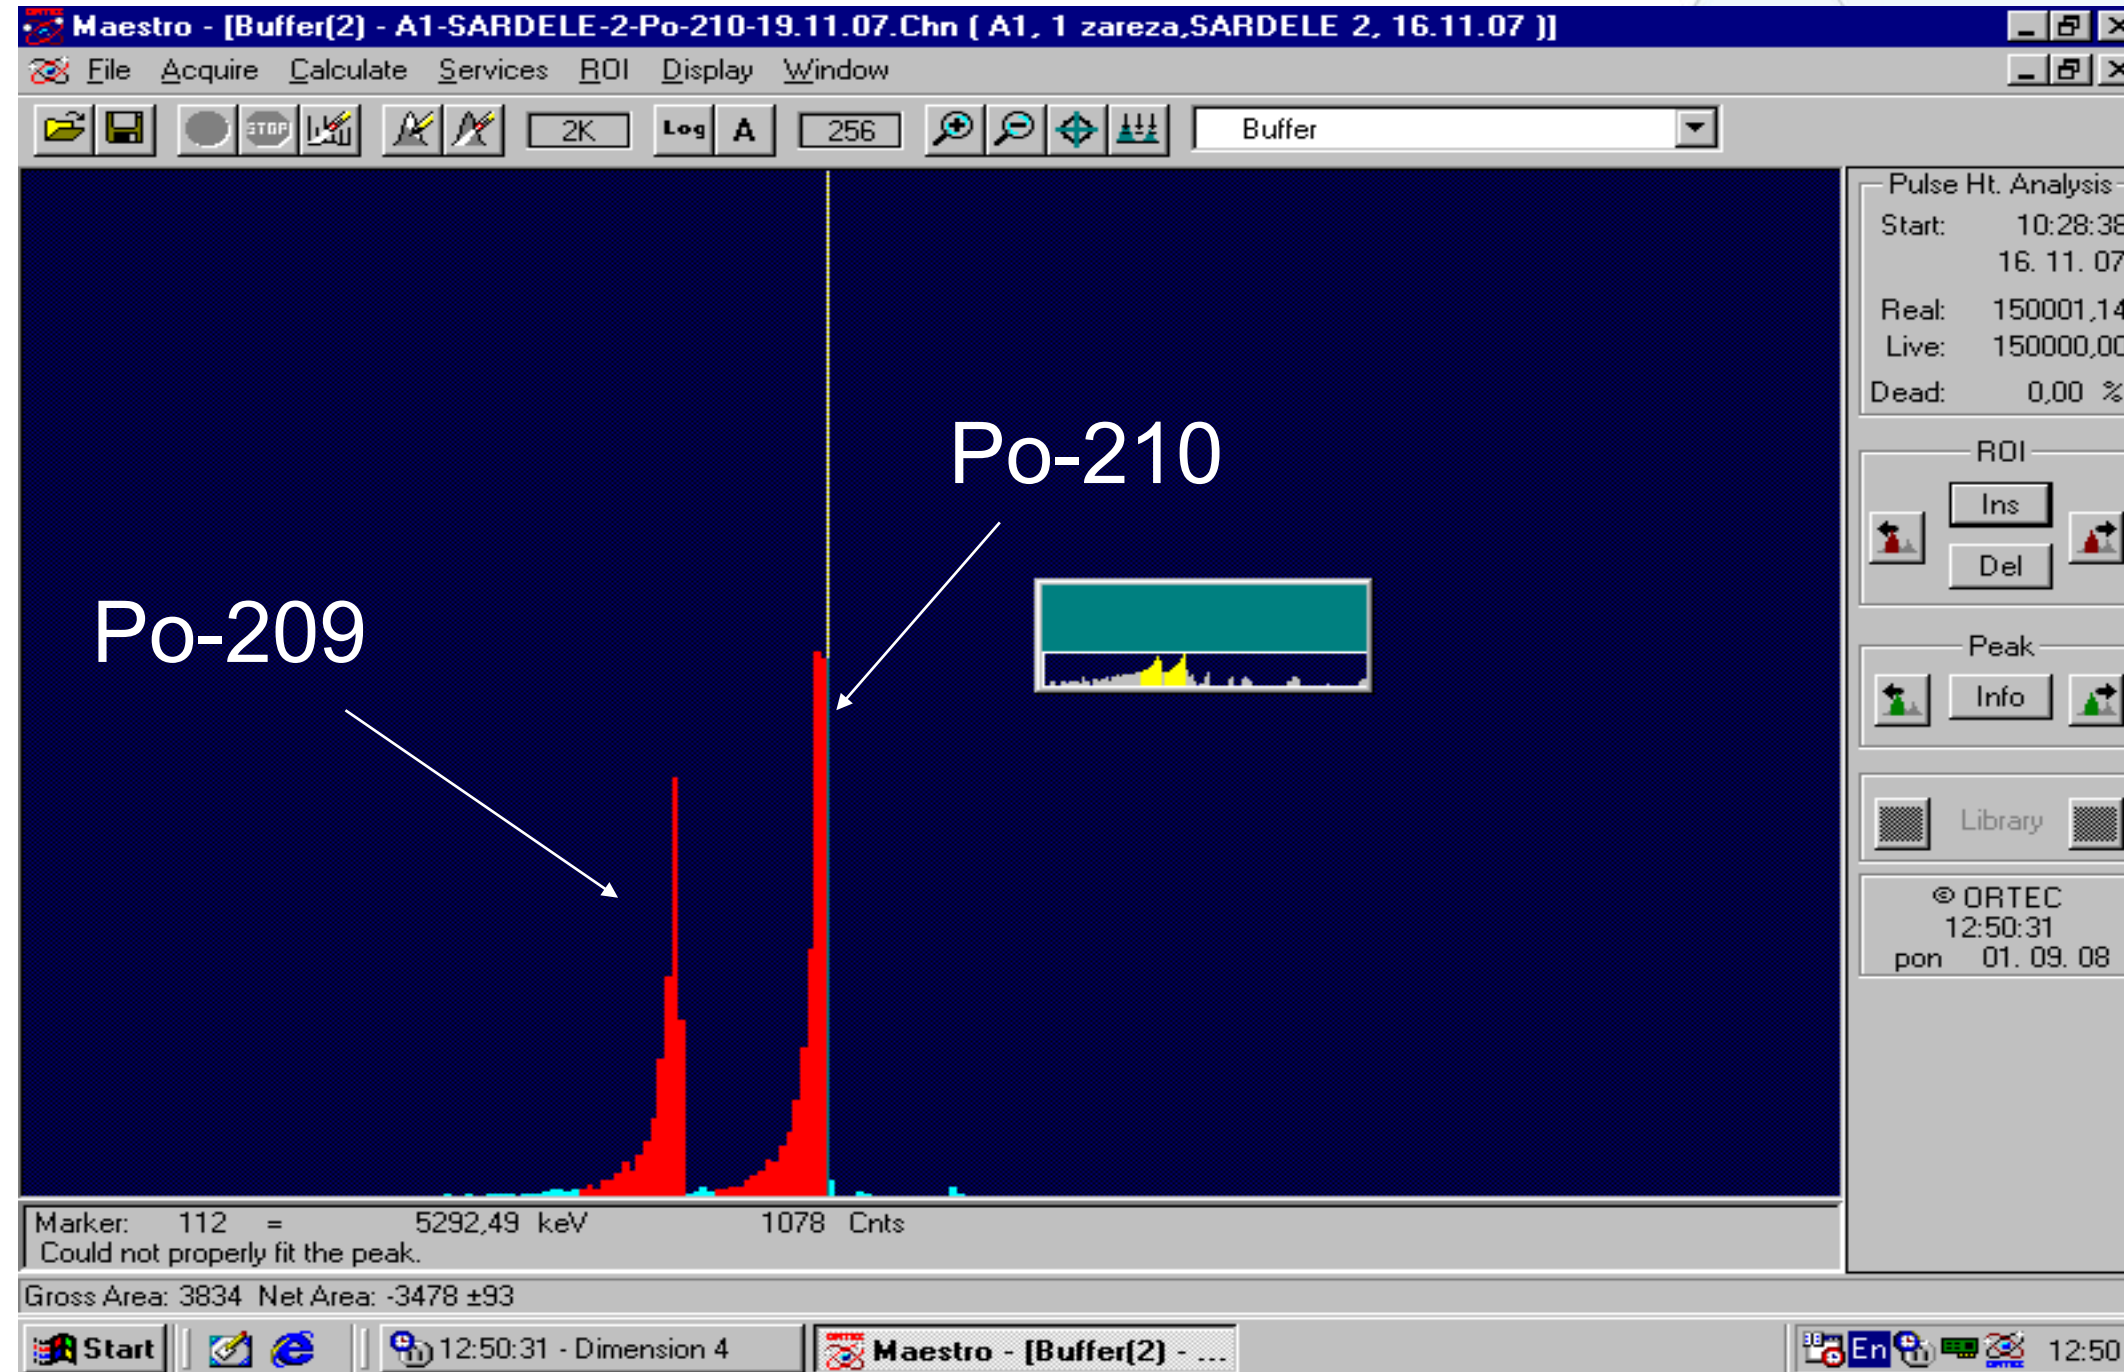 Maestro - [Buffer(2) - A1-SARDELE-2-Po-210-19.11.07.Chn ( A1, 1 zareza,SARDELE 2, 16.11.07 )]
File Acquire Calculate Services ROI Display Window
STOP 2K Log A 256 Buffer
Pulse Ht. Analysis
Start: 10:28:38
16. 11. 07
Real: 150001,14
Live: 150000,00
Dead: 0,00 %
ROI
Ins
Del
Peak
Info
Library
© ORTEC
12:50:31
pon 01. 09. 08
Po-210
Po-209
Marker: 112 = 5292,49 keV 1078 Cnts
Could not properly fit the peak.
Gross Area: 3834 Net Area: -3478 ±93
Start 12:50:31 - Dimension 4 Maestro - [Buffer(2) - ... En 12:50